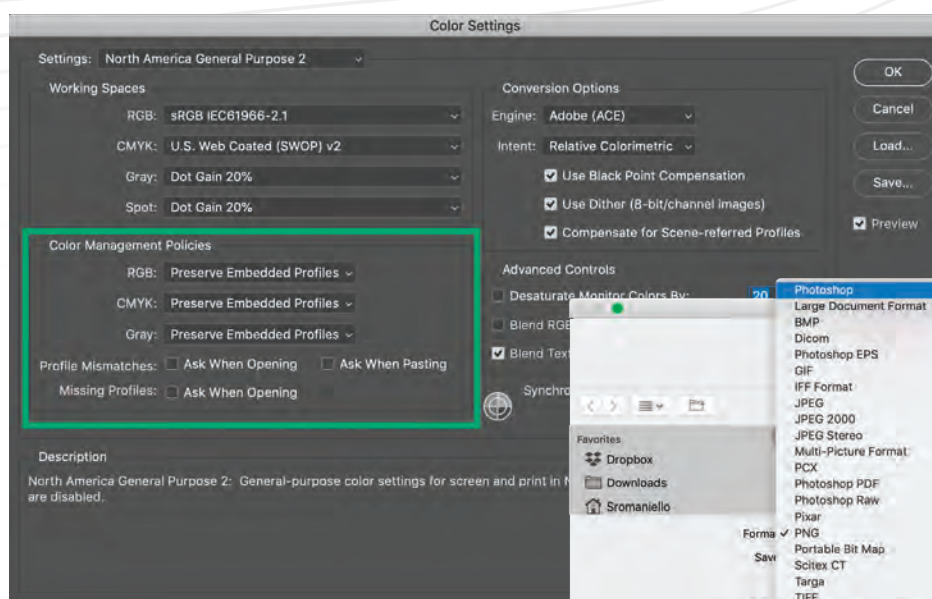 Color Settings
Settings: North America General Purpose 2
Working Spaces
RGB: sRGB IEC61966-2.1
CMYK: U.S. Web Coated (SWOP) v2
Gray: Dot Gain 20%
Spot: Dot Gain 20%
Color Management Policies
RGB: Preserve Embedded Profiles
CMYK: Preserve Embedded Profiles
Gray: Preserve Embedded Profiles
Profile Mismatches: Ask When Opening Ask When Pasting
Missing Profiles: Ask When Opening
Conversion Options
Engine: Adobe (ACE)
Intent: Relative Colorimetric
Use Black Point Compensation
Use Dither (8-bit/channel images)
Compensate for Scene-referred Profiles
Advanced Controls
Desaturate Monitor Colors By: 20
Blend RGB
Blend Text
Synchro
OK
Cancel
Load...
Save...
Preview
Description
North America General Purpose 2: General-purpose color settings for screen and print in
are disabled.
Favorites
Dropbox
Downloads
Sromaniello
Forma
Save
Photoshop
Large Document Format
BMP
Dicom
Photoshop EPS
GIF
IFF Format
JPEG
JPEG 2000
JPEG Stereo
Multi-Picture Format
PCX
Photoshop PDF
Photoshop Raw
Pixar
PNG
Portable Bit Map
Scitex CT
Targa
TIFF